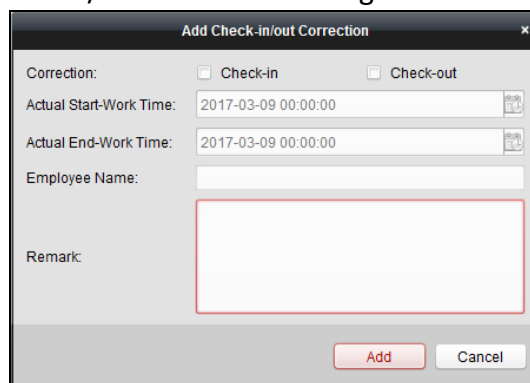 Add Check-in/out Correction ×
Correction: Check-in Check-out
Actual Start-Work Time: 2017-03-09 00:00:00
Actual End-Work Time: 2017-03-09 00:00:00
Employee Name:
Remark:
Add Cancel